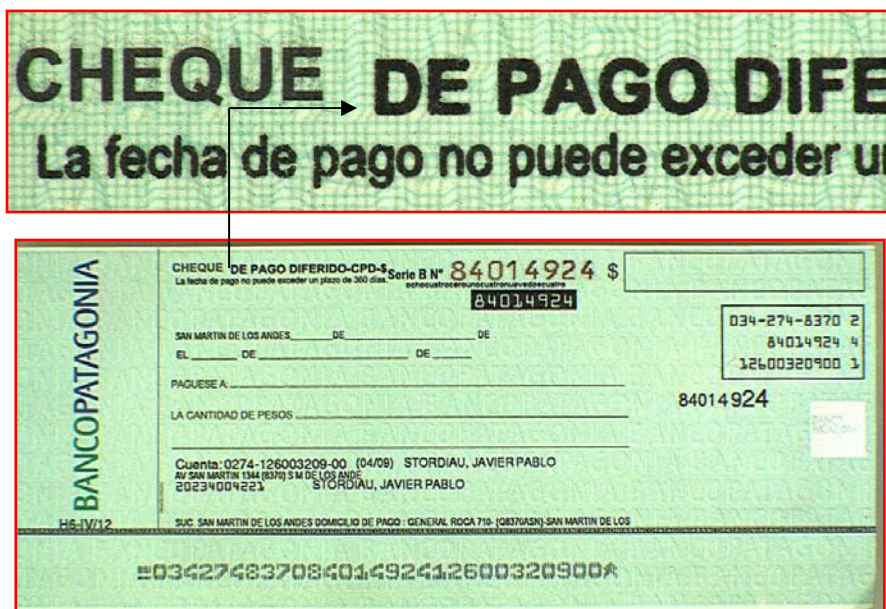 CHEQUE DE PAGO DIFE
La fecha de pago no puede exceder un
BANCOPATAGONIA
H6-IV/12
CHEQUE DE PAGO DIFERIDO-CPD-$ Serie B Nº 84014924 $
La fecha de pago no puede exceder un plazo de 360 días.
ochocuatrocerounocuatronuevedoscuatro
84014924
034-274-8370 2
84014924 4
12600320900 1
SAN MARTIN DE LOS ANDES DE DE
EL DE DE
PAGUESE A:
84014924
LA CANTIDAD DE PESOS
Cuenta: 0274-126003209-00 (04/09) STORDIAU, JAVIER PABLO
AV SAN MARTIN 1344 (8370) S M DE LOS ANDE
20234004221 STORDIAU, JAVIER PABLO
SUC. SAN MARTIN DE LOS ANDES DOMICILIO DE PAGO : GENERAL ROCA 710- (Q8370ASN)-SAN MARTIN DE LOS
03427483708401492412600320900